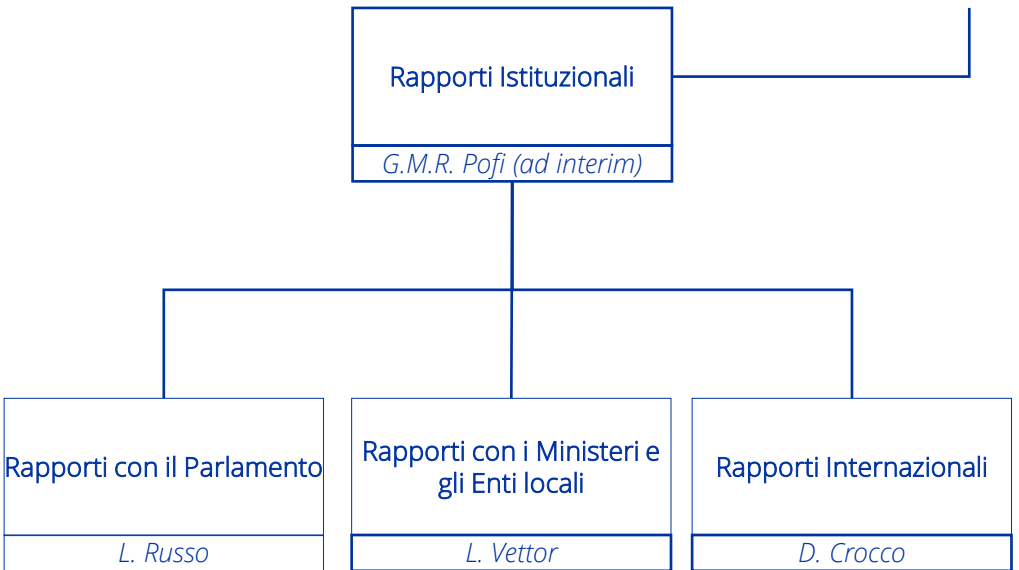 Rapporti Istituzionali
G.M.R. Pofi (ad interim)
Rapporti con il Parlamento
L. Russo
Rapporti con i Ministeri e
gli Enti locali
L. Vettor
Rapporti Internazionali
D. Crocco